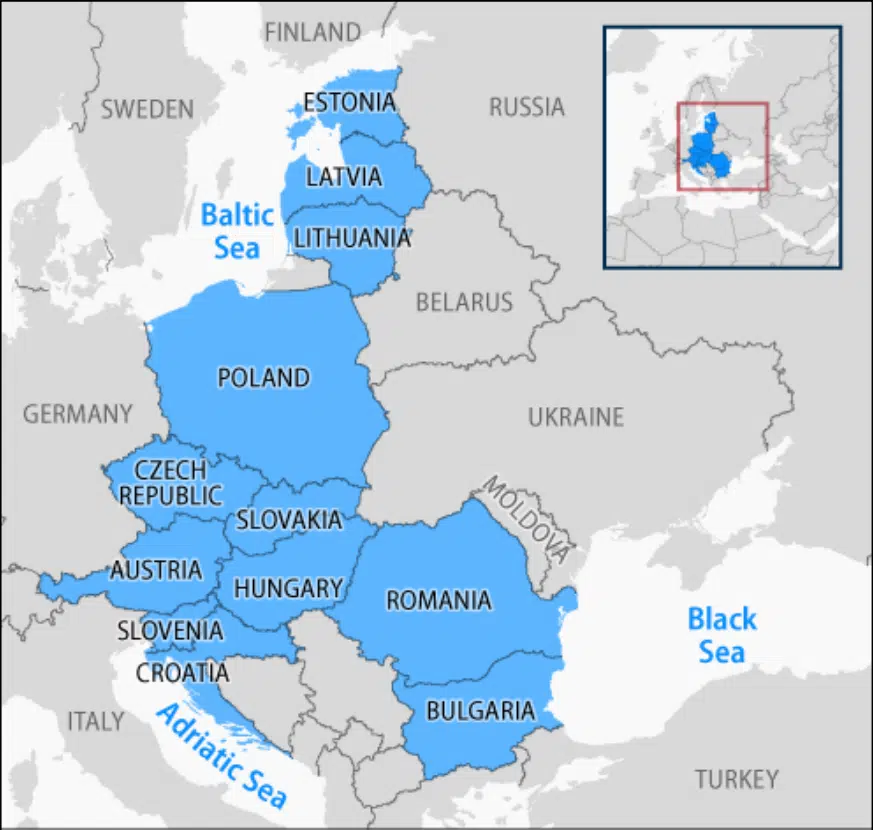 FINLAND
SWEDEN
ESTONIA
RUSSIA
LATVIA
Baltic
Sea
LITHUANIA
BELARUS
POLAND
GERMANY
UKRAINE
CZECH
REPUBLIC
MOLDOVA
SLOVAKIA
AUSTRIA
HUNGARY
ROMANIA
Black
Sea
SLOVENIA
CROATIA
ITALY
BULGARIA
Adriatic Sea
TURKEY